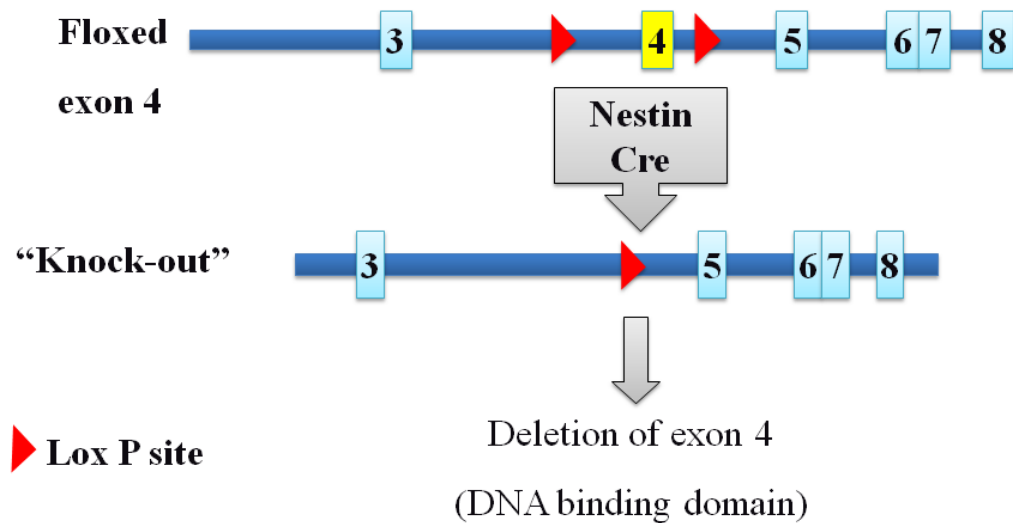 Floxed
exon 4
3 4 5 6 7 8
Nestin
Cre
“Knock-out”
3 5 6 7 8
Lox P site
Deletion of exon 4
(DNA binding domain)